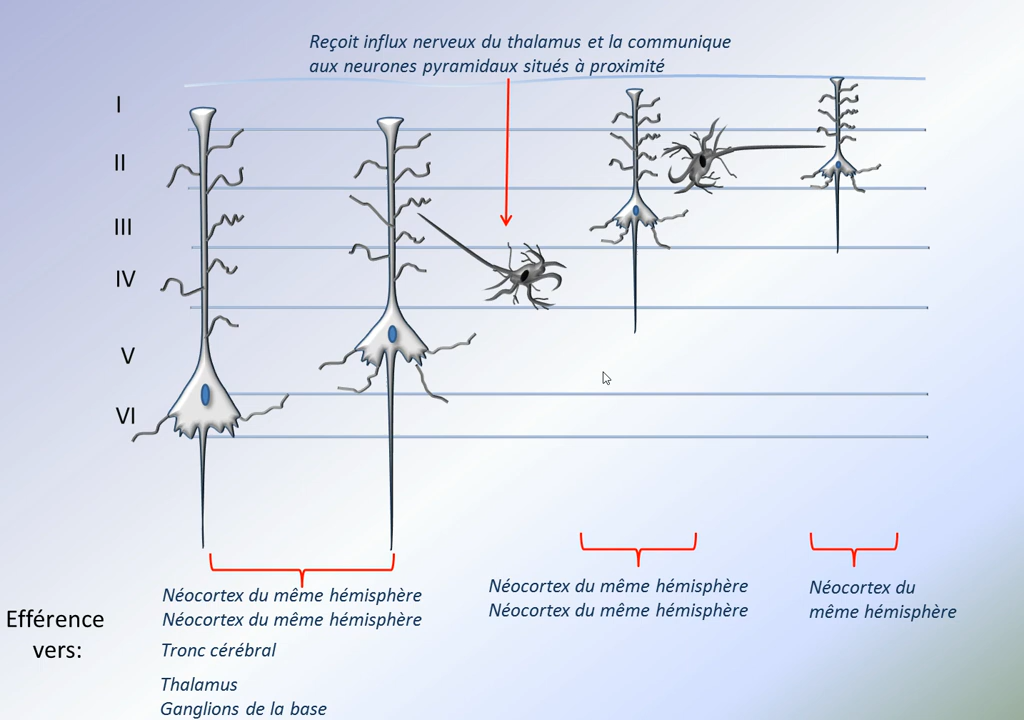 Reçoit influx nerveux du thalamus et la communique
aux neurones pyramidaux situés à proximité
I
II
III
IV
V
VI
Efférence
vers:
Néocortex du même hémisphère
Néocortex du même hémisphère
Tronc cérébral
Thalamus
Ganglions de la base
Néocortex du même hémisphère
Néocortex du même hémisphère
Néocortex du
même hémisphère